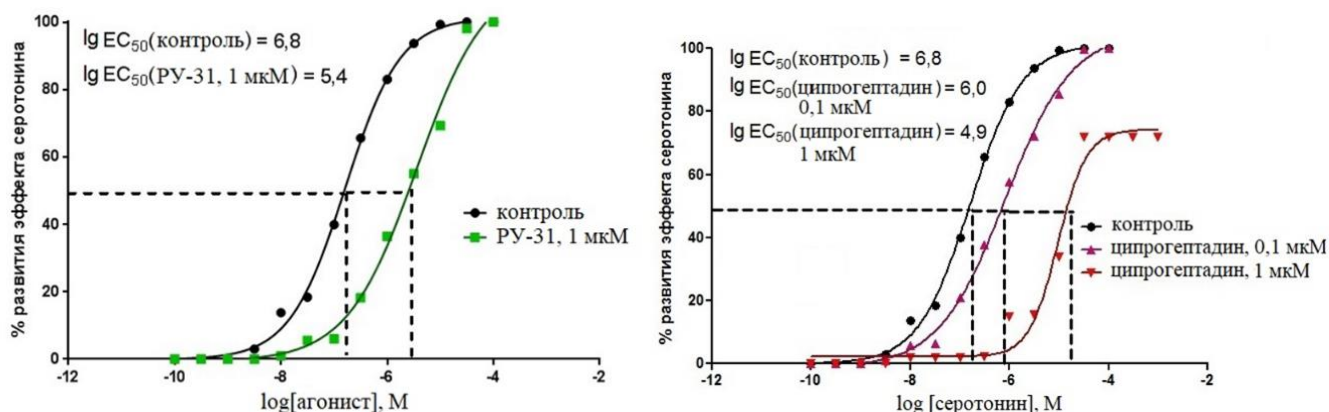 % развития эффекта серотонина
100
80
60
40
20
0
lg EC₅₀(контроль) = 6,8
lg EC₅₀(РУ-31, 1 мкМ) = 5,4
контроль
РУ-31, 1 мкМ
-12 -10 -8 -6 -4 -2
log[агонист], М
% развития эффекта серотонина
100
80
60
40
20
0
lg EC₅₀(контроль) = 6,8
lg EC₅₀(ципрогептадин) = 6,0
0,1 мкМ
lg EC₅₀(ципрогептадин) = 4,9
1 мкМ
контроль
ципрогептадин, 0,1 мкМ
ципрогептадин, 1 мкМ
-12 -10 -8 -6 -4 -2
log [серотонин], М